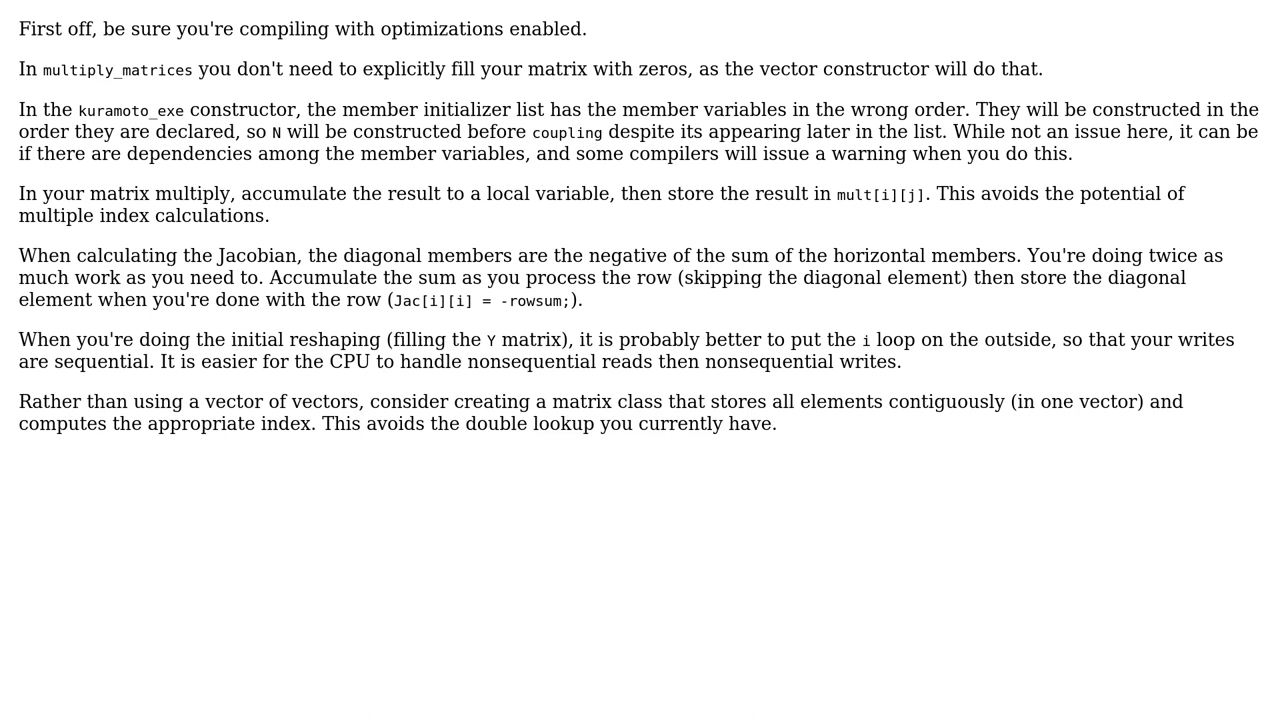 First off, be sure you're compiling with optimizations enabled.
In multiply_matrices you don't need to explicitly fill your matrix with zeros, as the vector constructor will do that.
In the kuramoto_exe constructor, the member initializer list has the member variables in the wrong order. They will be constructed in the
order they are declared, so N will be constructed before coupling despite its appearing later in the list. While not an issue here, it can be
if there are dependencies among the member variables, and some compilers will issue a warning when you do this.
In your matrix multiply, accumulate the result to a local variable, then store the result in mult[i][j]. This avoids the potential of
multiple index calculations.
When calculating the Jacobian, the diagonal members are the negative of the sum of the horizontal members. You're doing twice as
much work as you need to. Accumulate the sum as you process the row (skipping the diagonal element) then store the diagonal
element when you're done with the row (Jac[i][i] = -rowsum;).
When you're doing the initial reshaping (filling the Y matrix), it is probably better to put the i loop on the outside, so that your writes
are sequential. It is easier for the CPU to handle nonsequential reads then nonsequential writes.
Rather than using a vector of vectors, consider creating a matrix class that stores all elements contiguously (in one vector) and
computes the appropriate index. This avoids the double lookup you currently have.